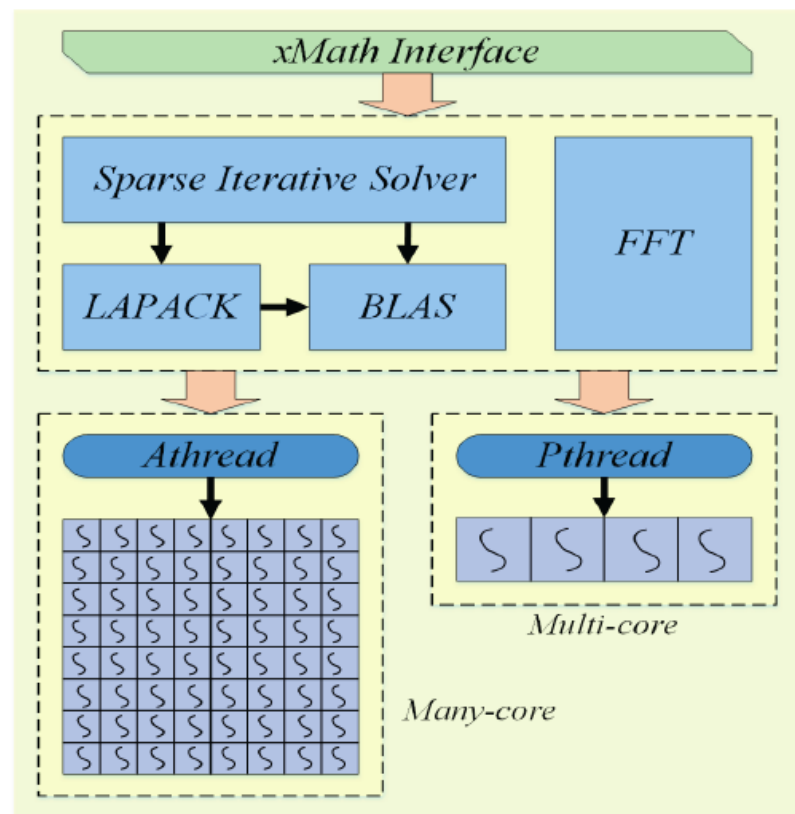 xMath Interface
Sparse Iterative Solver
FFT
LAPACK
BLAS
Athread
Pthread
Multi-core
Many-core